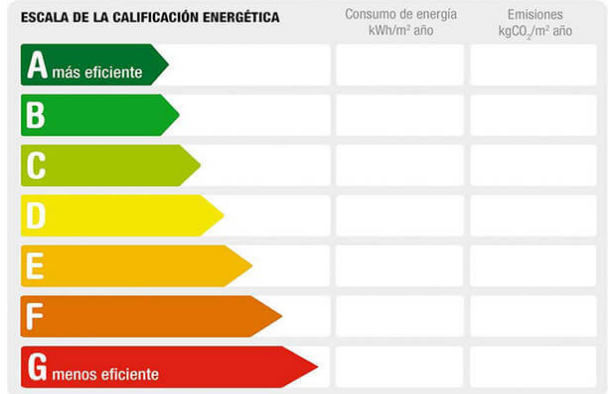 ESCALA DE LA CALIFICACIÓN ENERGÉTICA
Consumo de energía
kWh/m² año
Emisiones
kgCO₂/m² año
A más eficiente
B
C
D
E
F
G menos eficiente